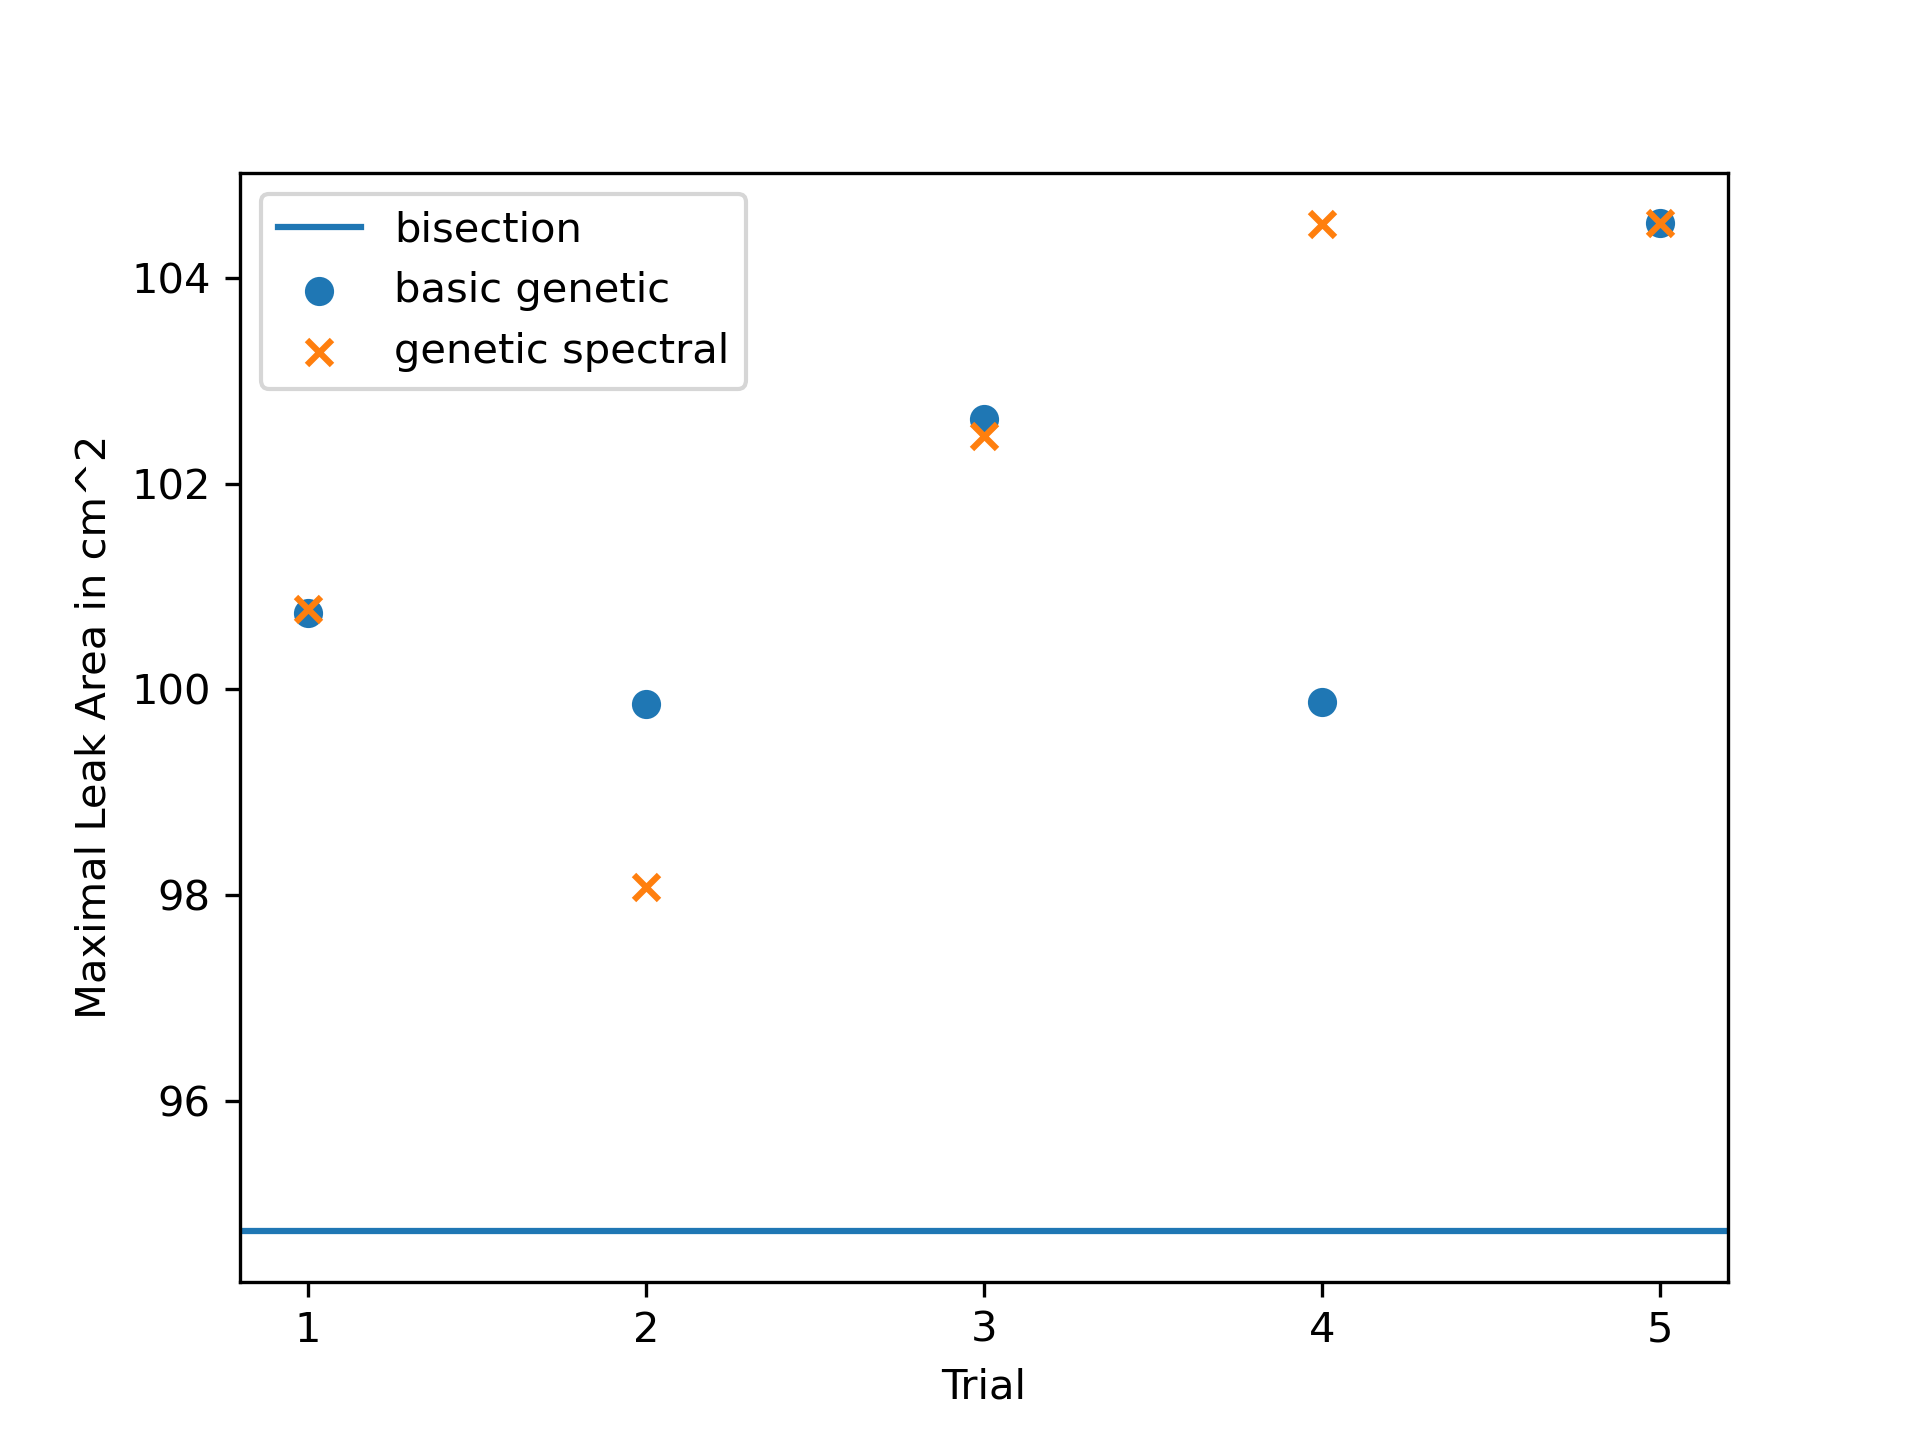 bisection
basic genetic
genetic spectral
Maximal Leak Area in cm^2
104
102
100
98
96
1 2 3 4 5
Trial